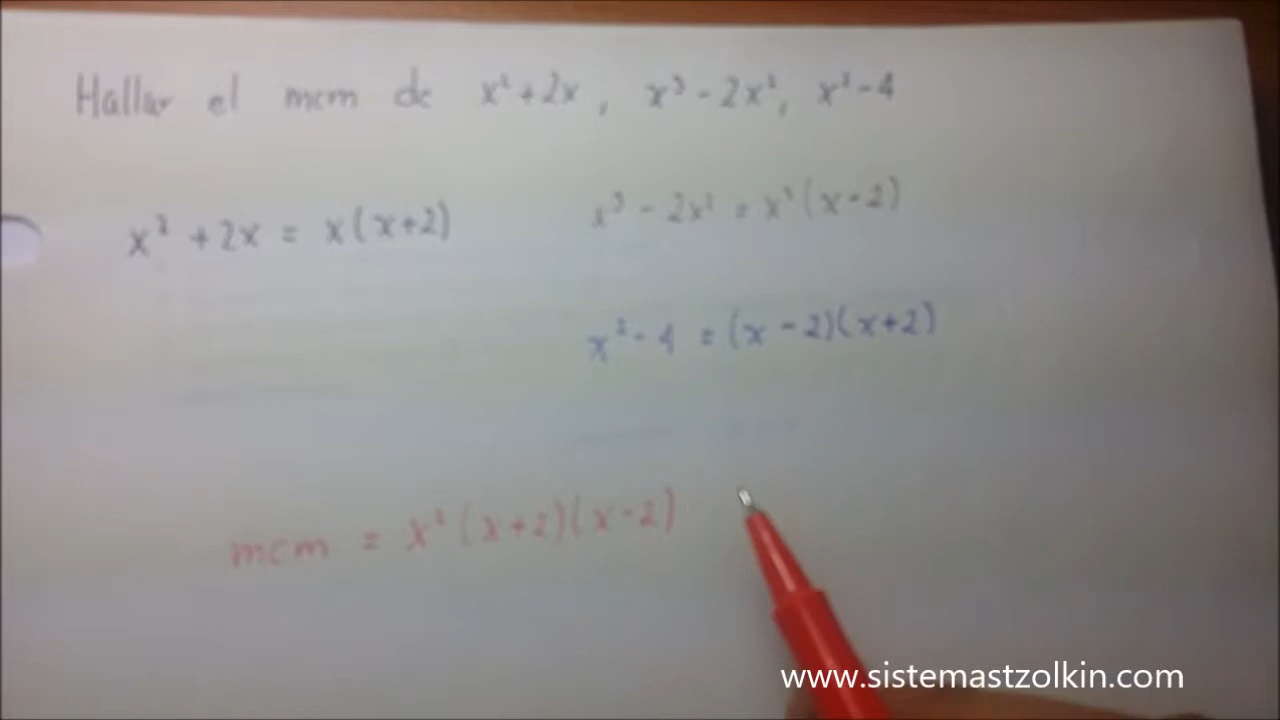 Hallar el mcm de x²+2x, x³-2x², x²-4
x² + 2x = x(x+2)
x³ - 2x² = x²(x-2)
x² - 4 = (x-2)(x+2)
mcm = x²(x+2)(x-2)
www.sistemastzolkin.com